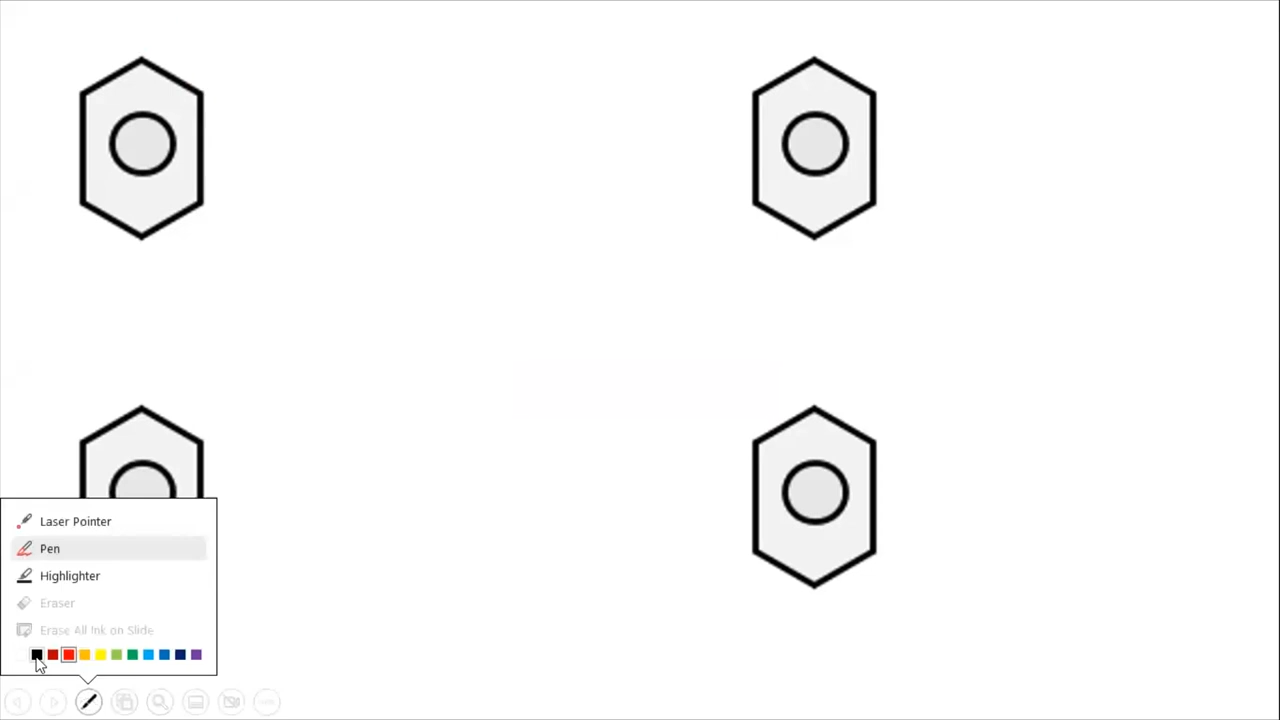 Laser Pointer
Pen
Highlighter
Eraser
Erase All Ink on Slide